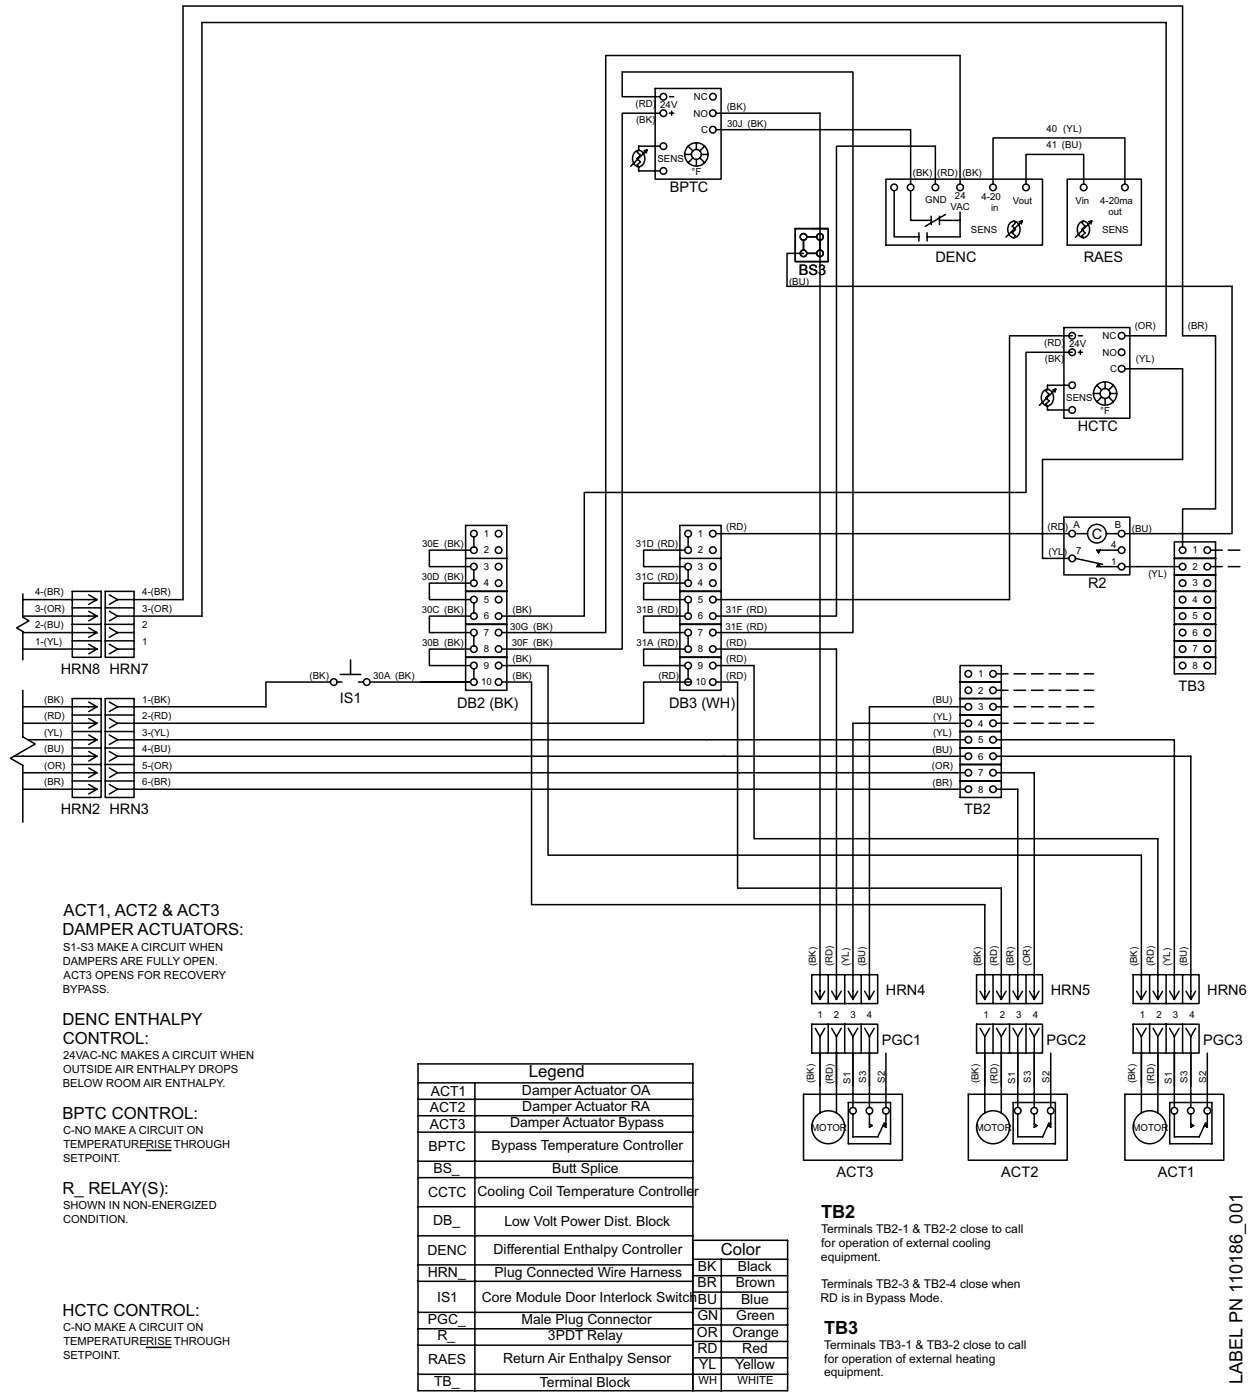 (RD)
24V
(BK)
NC
NO
C
SENS
°F
BPTC
(BK)
30J (BK)
40 (YL)
41 (BU)
(BK)
(RD)
(BK)
GND
24
VAC
4-20
in
Vout
SENS
DENC
Vin
4-20ma
out
SENS
RAES
BS3
(BU)
(OR)
(BR)
(RD)
24V
(BK)
NC
NO
C
(YL)
SENS
°F
HCTC
(RD)
A
C
B
(BU)
(YL)
7
4
1
(YL)
R2
1
2
3
4
5
6
7
8
TB3
30E (BK)
30D (BK)
30C (BK)
30B (BK)
1
2
3
4
5
6
7
8
9
10
(BK)
30G (BK)
30F (BK)
(BK)
(BK)
DB2 (BK)
31D (RD)
31C (RD)
31B (RD)
31A (RD)
(RD)
1
2
3
4
5
6
7
8
9
10
(RD)
31F (RD)
31E (RD)
(RD)
(RD)
(RD)
DB3 (WH)
4-(BR)
3-(OR)
2-(BU)
1-(YL)
4-(BR)
3-(OR)
2
1
HRN8
HRN7
(BK)
IS1
30A (BK)
(BK)
(RD)
(YL)
(BU)
(OR)
(BR)
1-(BK)
2-(RD)
3-(YL)
4-(BU)
5-(OR)
6-(BR)
HRN2
HRN3
(BU)
(YL)
(YL)
(BU)
(OR)
(BR)
1
2
3
4
5
6
7
8
TB2
(BK)
(RD)
(YL)
(BU)
HRN4
1 2 3 4
PGC1
(BK)
(RD)
S1
S3
S2
MOTOR
ACT3
(BK)
(RD)
(BR)
(OR)
HRN5
1 2 3 4
PGC2
(BK)
(RD)
S1
S3
S2
MOTOR
ACT2
(BK)
(RD)
(YL)
(BU)
HRN6
1 2 3 4
PGC3
(BK)
(RD)
S1
S3
S2
MOTOR
ACT1
ACT1, ACT2 & ACT3
DAMPER ACTUATORS:
S1-S3 MAKE A CIRCUIT WHEN
DAMPERS ARE FULLY OPEN.
ACT3 OPENS FOR RECOVERY
BYPASS.
DENC ENTHALPY
CONTROL:
24VAC-NC MAKES A CIRCUIT WHEN
OUTSIDE AIR ENTHALPY DROPS
BELOW ROOM AIR ENTHALPY.
BPTC CONTROL:
C-NO MAKE A CIRCUIT ON
TEMPERATURERISE THROUGH
SETPOINT.
R_ RELAY(S):
SHOWN IN NON-ENERGIZED
CONDITION.
HCTC CONTROL:
C-NO MAKE A CIRCUIT ON
TEMPERATURERISE THROUGH
SETPOINT.
Legend
ACT1 Damper Actuator OA
ACT2 Damper Actuator RA
ACT3 Damper Actuator Bypass
BPTC Bypass Temperature Controller
BS_ Butt Splice
CCTC Cooling Coil Temperature Controller
DB_ Low Volt Power Dist. Block
DENC Differential Enthalpy Controller
HRN_ Plug Connected Wire Harness
IS1 Core Module Door Interlock Switch
PGC_ Male Plug Connector
R_ 3PDT Relay
RAES Return Air Enthalpy Sensor
TB_ Terminal Block
Color
BK Black
BR Brown
BU Blue
GN Green
OR Orange
RD Red
YL Yellow
WH WHITE
TB2
Terminals TB2-1 & TB2-2 close to call
for operation of external cooling
equipment.
Terminals TB2-3 & TB2-4 close when
RD is in Bypass Mode.
TB3
Terminals TB3-1 & TB3-2 close to call
for operation of external heating
equipment.
LABEL PN 110186_001